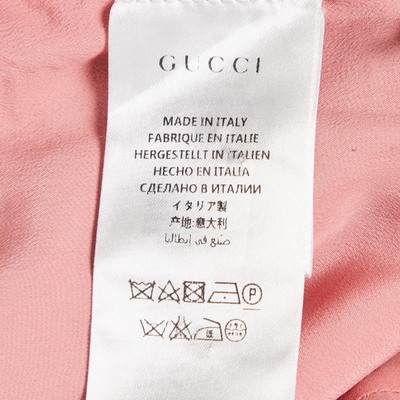 GUCCI
MADE IN ITALY
FABRIQUE EN ITALIE
HERGESTELLT IN ITALIEN
HECHO EN ITALIA
СДЕЛАНО В ИТАЛИИ
イタリア製
产地:意大利
صنع في إيطاليا
P